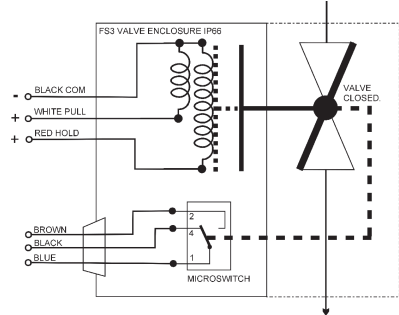 FS3 VALVE ENCLOSURE IP66
- BLACK COM
+ WHITE PULL
+ RED HOLD
VALVE
CLOSED.
BROWN
BLACK
BLUE
2
4
1
MICROSWITCH